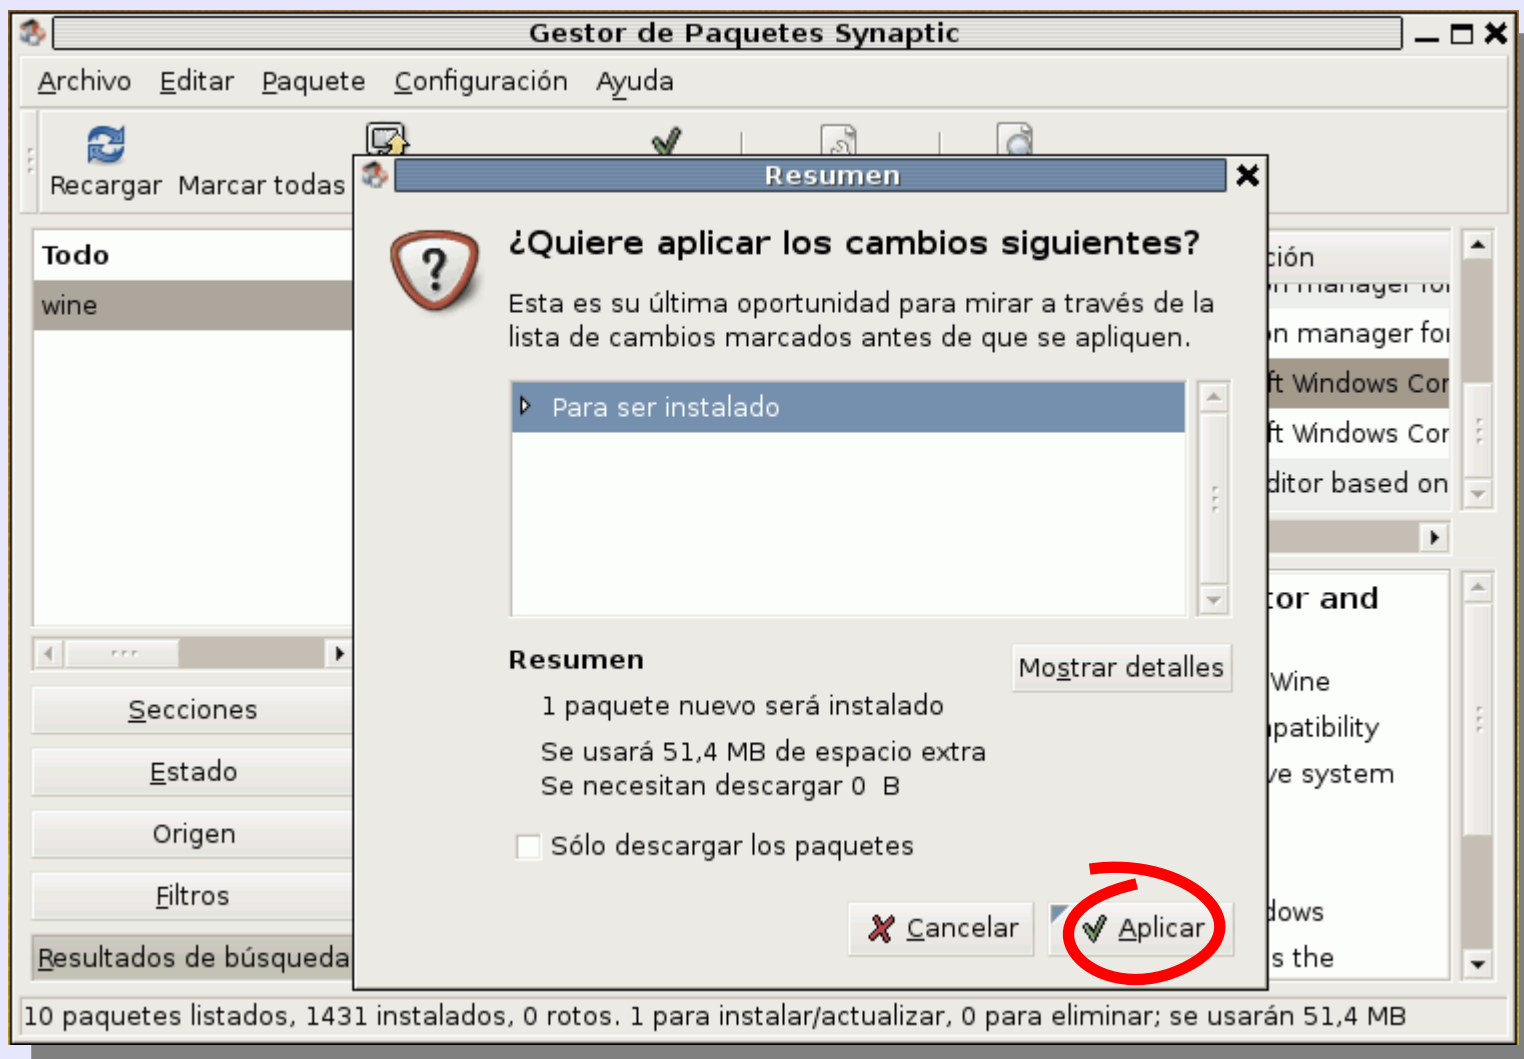 Gestor de Paquetes Synaptic
Archivo Editar Paquete Configuración Ayuda
Recargar Marcar todas
Resumen
Todo
wine
¿Quiere aplicar los cambios siguientes?
Esta es su última oportunidad para mirar a través de la
lista de cambios marcados antes de que se apliquen.
Para ser instalado
Resumen
Mostrar detalles
1 paquete nuevo será instalado
Se usará 51,4 MB de espacio extra
Se necesitan descargar 0 B
Sólo descargar los paquetes
Cancelar
Aplicar
ción
n manager for
n manager for
ft Windows Cor
ft Windows Cor
ditor based on
tor and
Wine
patibility
ve system
dows
s the
Secciones
Estado
Origen
Filtros
Resultados de búsqueda
10 paquetes listados, 1431 instalados, 0 rotos. 1 para instalar/actualizar, 0 para eliminar; se usarán 51,4 MB